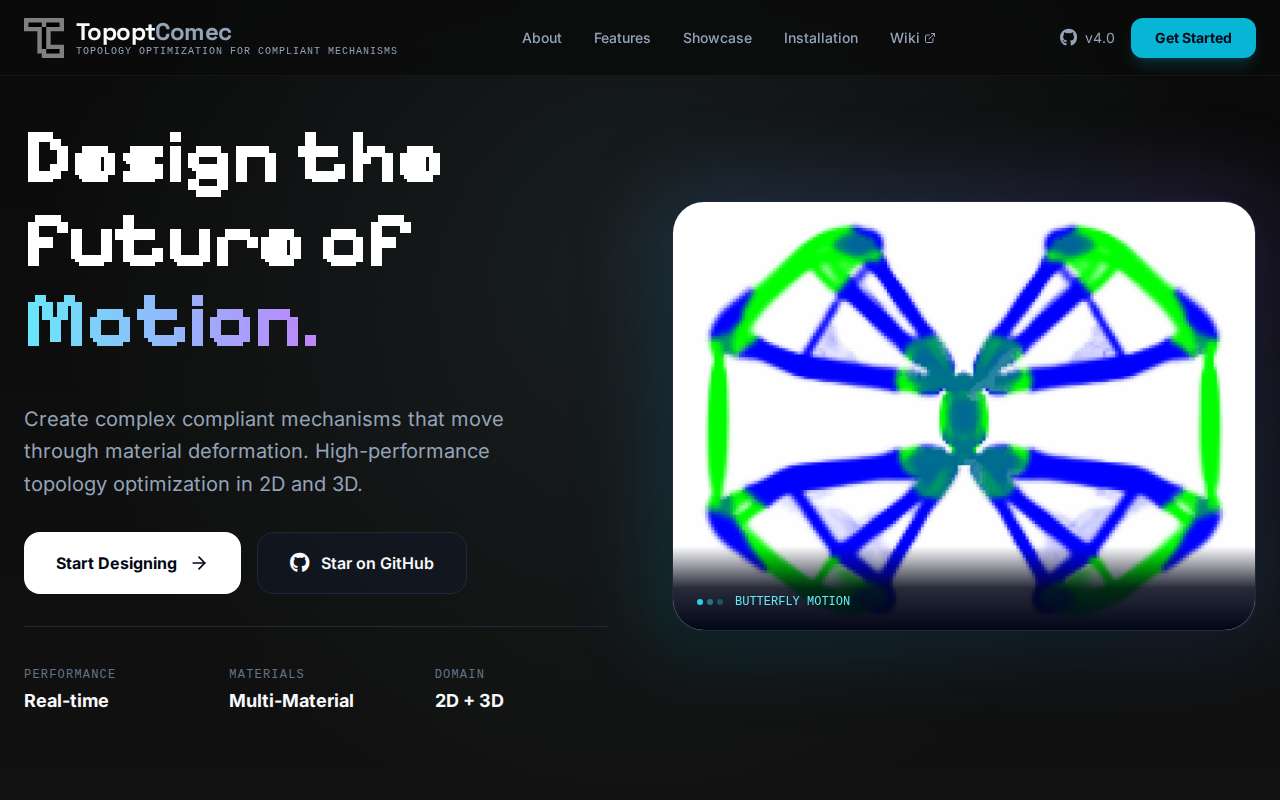 TopoptComec
TOPOLOGY OPTIMIZATION FOR COMPLIANT MECHANISMS
About
Features
Showcase
Installation
Wiki
v4.0
Get Started
Design the
future of
Motion.
Create complex compliant mechanisms that move
through material deformation. High-performance
topology optimization in 2D and 3D.
Start Designing
Star on GitHub
BUTTERFLY MOTION
PERFORMANCE
MATERIALS
DOMAIN
Real-time
Multi-Material
2D + 3D